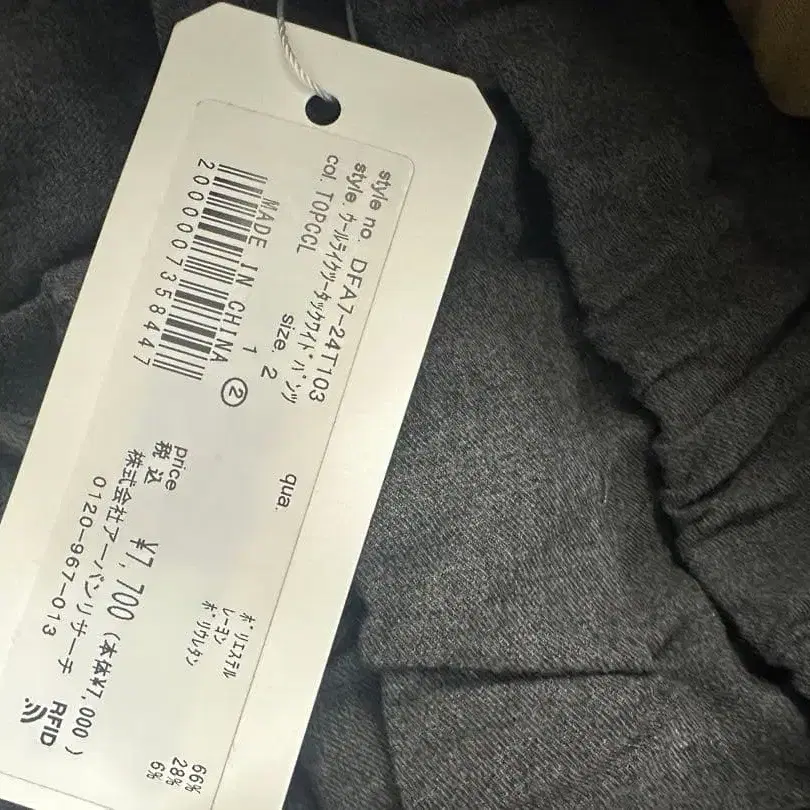 style no. DFA7-24T103
style. ウールライクツータックワイドパンツ
col. TOPCCL
size. 2
qua.
ポリエステル 66%
レーヨン 28%
ポリウレタン 6%
MADE IN CHINA
1 ②
2000007358447
price
税込 ¥7,700 (本体¥7,000)
株式会社アーバンリサーチ
0120-967-013
RFID